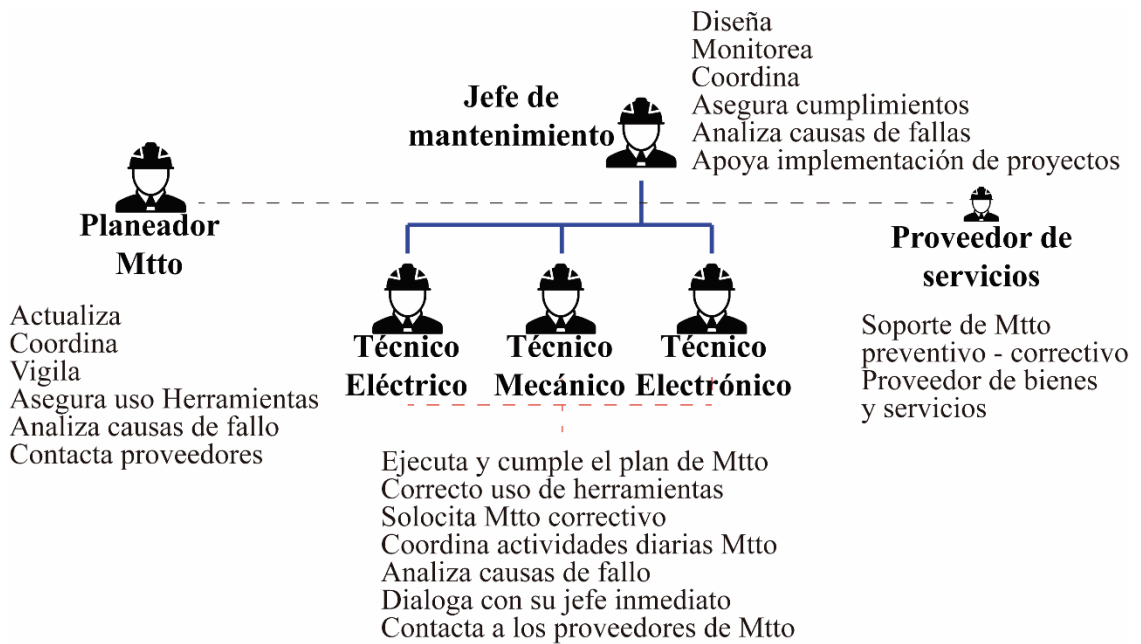 Diseña
Monitorea
Coordina
Asegura cumplimientos
Analiza causas de fallas
Apoya implementación de proyectos
Jefe de
mantenimiento
Planeador
Mtto
Actualiza
Coordina
Vigila
Asegura uso Herramientas
Analiza causas de fallo
Contacta proveedores
Técnico
Eléctrico
Técnico
Mecánico
Técnico
Electrónico
Ejecuta y cumple el plan de Mtto
Correcto uso de herramientas
Solocita Mtto correctivo
Coordina actividades diarias Mtto
Analiza causas de fallo
Dialoga con su jefe inmediato
Contacta a los proveedores de Mtto
Proveedor de
servicios
Soporte de Mtto
preventivo - correctivo
Proveedor de bienes
y servicios